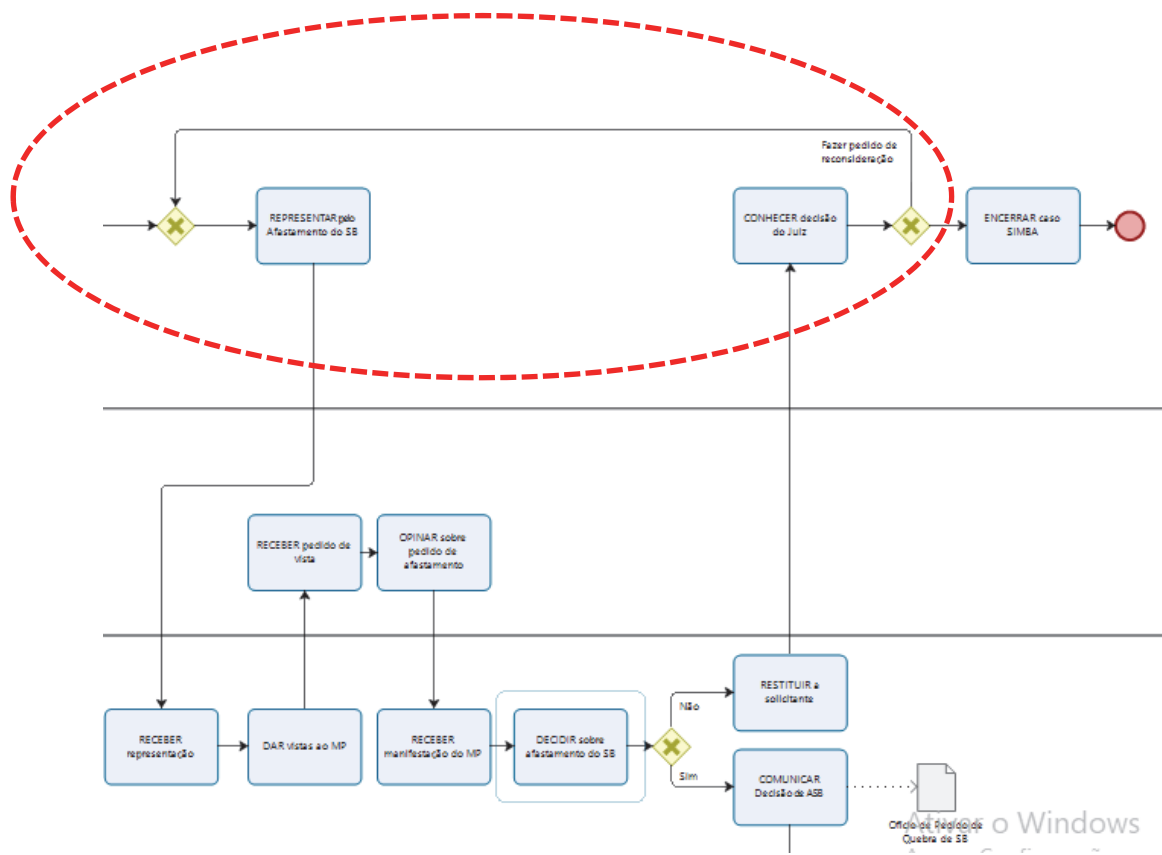 Fazer pedido de
reconsideração
REPRESENTAR pelo
Afastamento do SB
CONHECER decisão
do Juiz
ENCERRAR caso
SIMBA
RECEBER pedido de
vista
OPINAR sobre
pedido de
afastamento
RECEBER
representação
DAR vistas ao MP
RECEBER
manifestação do MP
DECIDIR sobre
afastamento do SB
Não
Sim
RESTITUIR a
solicitante
COMUNICAR
Decisão de ASB
Ofício de Pedido de
Quebra de SB
Ativar o Windows